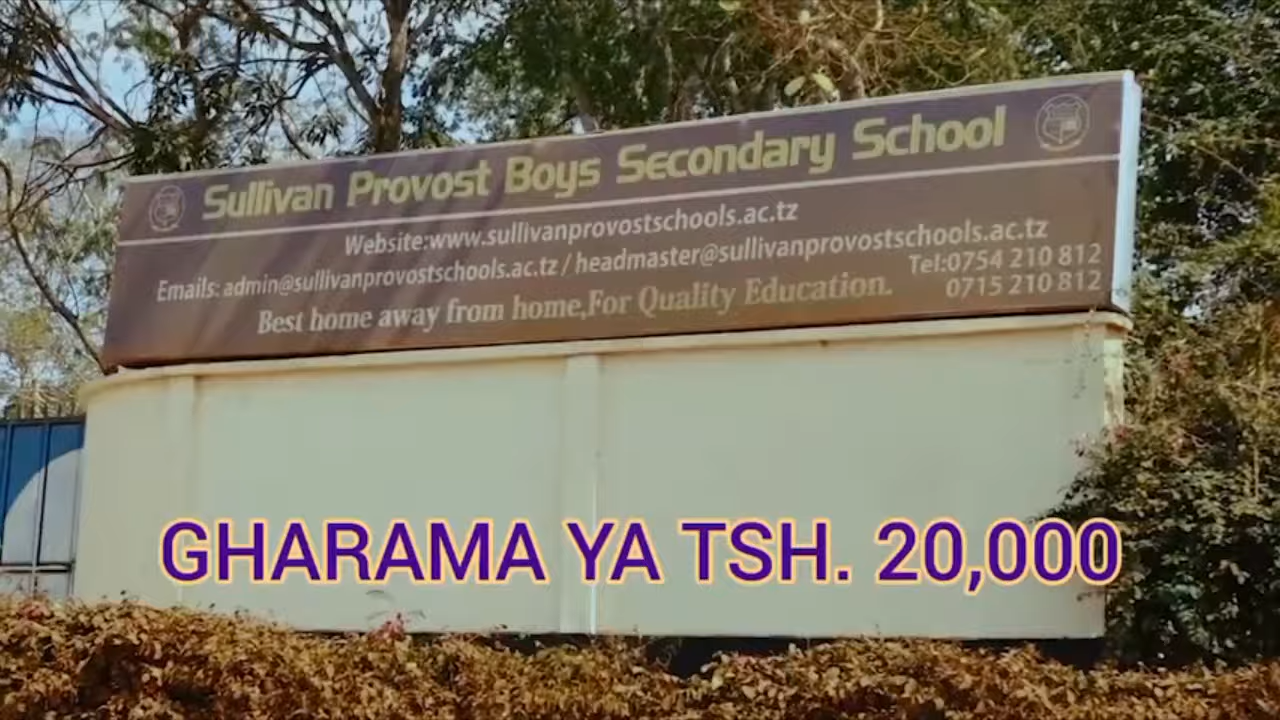 Sullivan Provost Boys Secondary School
Website:www.sullivanprovostschools.ac.tz
Emails: admin@sullivanprovostschools.ac.tz / headmaster@sullivanprovostschools.ac.tz
Tel:0754 210 812
Best home away from home,For Quality Education.
0715 210 812
GHARAMA YA TSH. 20,000